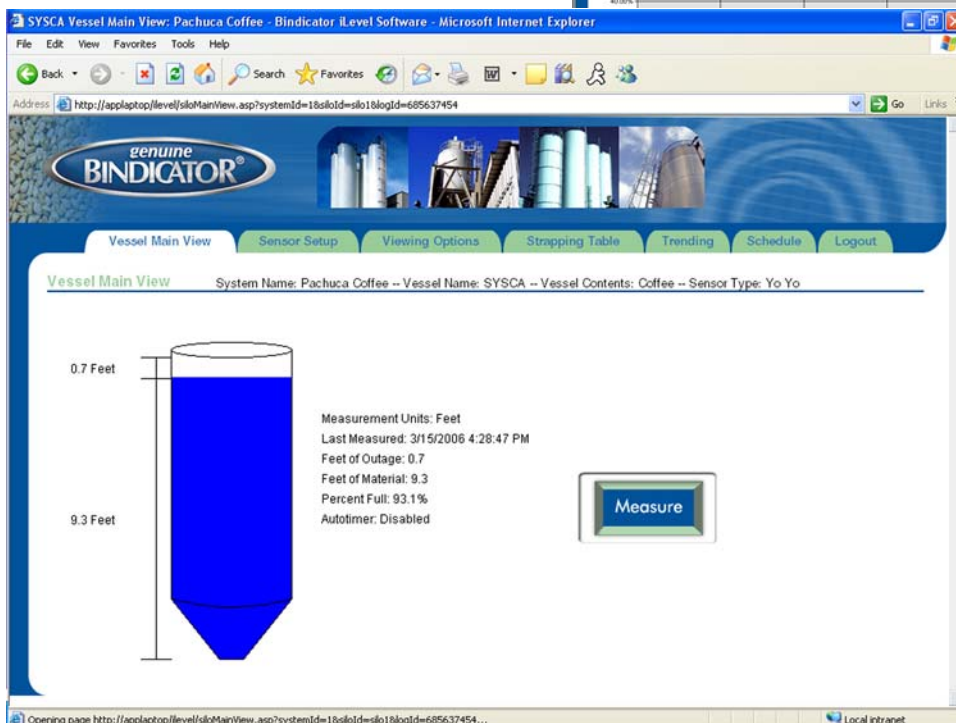 40.00%
SYSCA Vessel Main View: Pachuca Coffee - Bindicator iLevel Software - Microsoft Internet Explorer
File Edit View Favorites Tools Help
Back Search Favorites
Address http://applaptop/ilevel/siloMainView.asp?systemId=1&siloId=silo1&logId=685637454 Go Links
genuine
BINDICATOR®
Vessel Main View Sensor Setup Viewing Options Strapping Table Trending Schedule Logout
Vessel Main View System Name: Pachuca Coffee -- Vessel Name: SYSCA -- Vessel Contents: Coffee -- Sensor Type: Yo Yo
0.7 Feet
Measurement Units: Feet
Last Measured: 3/15/2006 4:28:47 PM
Feet of Outage: 0.7
Feet of Material: 9.3
Percent Full: 93.1%
Autotimer: Disabled
9.3 Feet
Measure
Opening page http://applaptop/ilevel/siloMainView.asp?systemId=1&siloId=silo1&logId=685637454... Local intranet